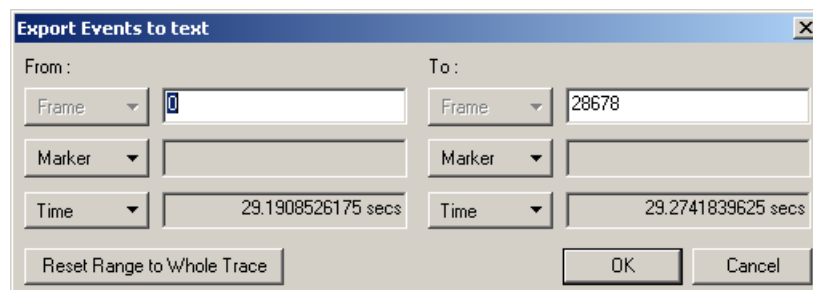 Export Events to text
From :
To :
Frame
0
Frame
28678
Marker
Marker
Time
29.1908526175 secs
Time
29.2741839625 secs
Reset Range to Whole Trace
OK
Cancel